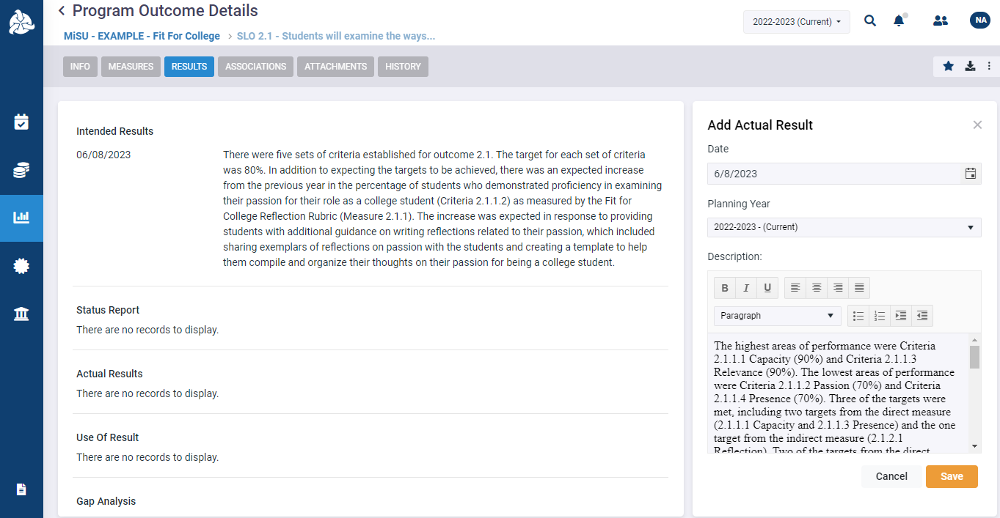 Program Outcome Details
MiSU - EXAMPLE - Fit For College > SLO 2.1 - Students will examine the ways...
2022-2023 (Current)
NA
INFO MEASURES RESULTS ASSOCIATIONS ATTACHMENTS HISTORY
Intended Results
06/08/2023
There were five sets of criteria established for outcome 2.1. The target for each set of criteria
was 80%. In addition to expecting the targets to be achieved, there was an expected increase
from the previous year in the percentage of students who demonstrated proficiency in examining
their passion for their role as a college student (Criteria 2.1.1.2) as measured by the Fit for
College Reflection Rubric (Measure 2.1.1). The increase was expected in response to providing
students with additional guidance on writing reflections related to their passion, which included
sharing exemplars of reflections on passion with the students and creating a template to help
them compile and organize their thoughts on their passion for being a college student.
Status Report
There are no records to display.
Actual Results
There are no records to display.
Use Of Result
There are no records to display.
Gap Analysis
Add Actual Result
Date
6/8/2023
Planning Year
2022-2023 - (Current)
Description:
B I U
Paragraph
The highest areas of performance were Criteria
2.1.1.1 Capacity (90%) and Criteria 2.1.1.3
Relevance (90%). The lowest areas of performance
were Criteria 2.1.1.2 Passion (70%) and Criteria
2.1.1.4 Presence (70%). Three of the targets were
met, including two targets from the direct measure
(2.1.1.1 Capacity and 2.1.1.3 Presence) and the one
target from the indirect measure (2.1.2.1
Reflection). Two of the targets from the direct
Cancel Save